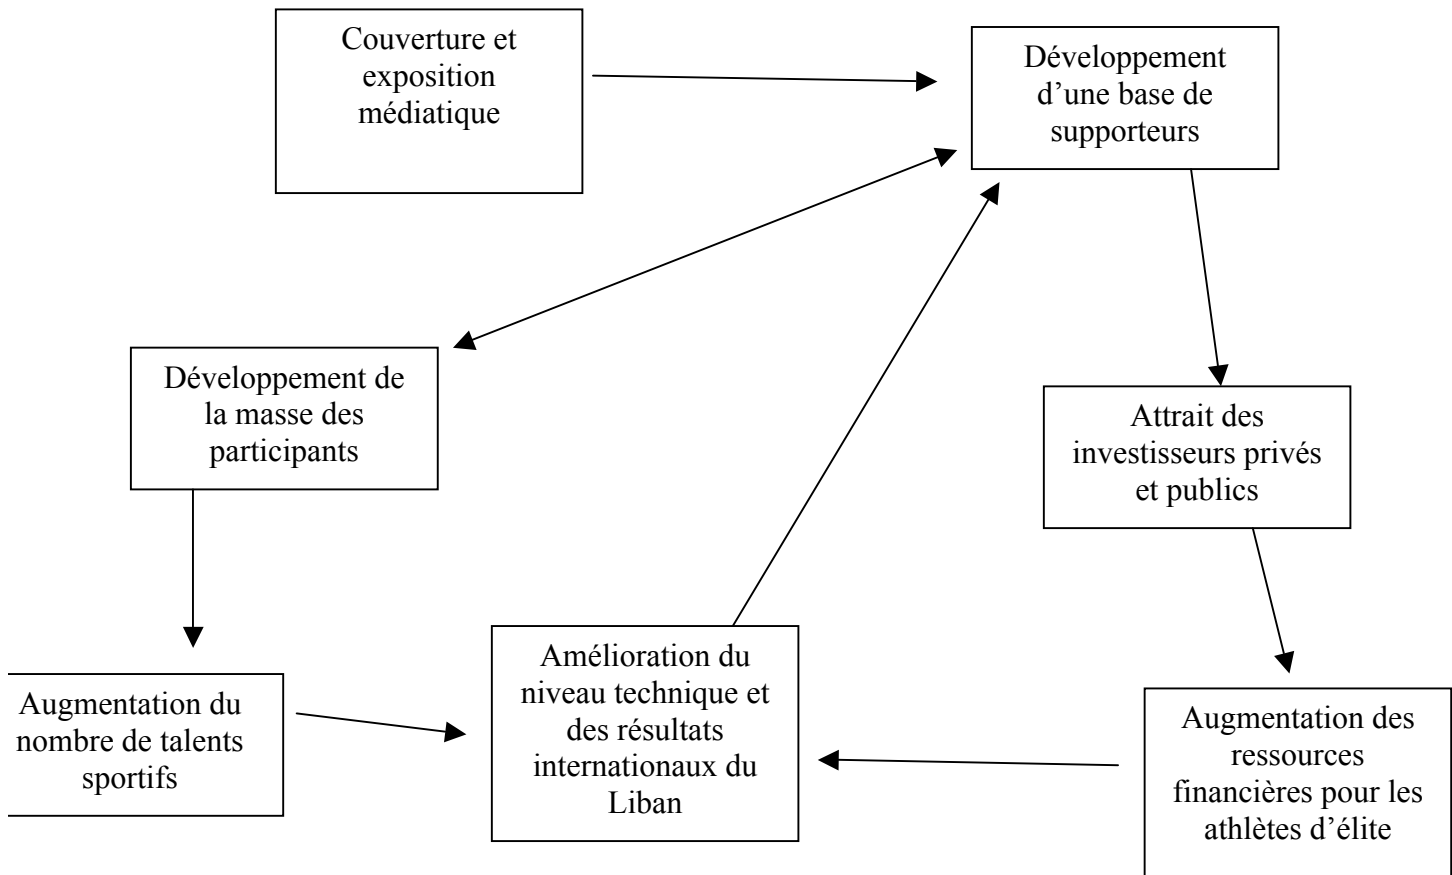 Couverture et
exposition
médiatique
Développement
d’une base de
supporteurs
Développement de
la masse des
participants
Attrait des
investisseurs privés
et publics
Augmentation du
nombre de talents
sportifs
Amélioration du
niveau technique et
des résultats
internationaux du
Liban
Augmentation des
ressources
financières pour les
athlètes d’élite